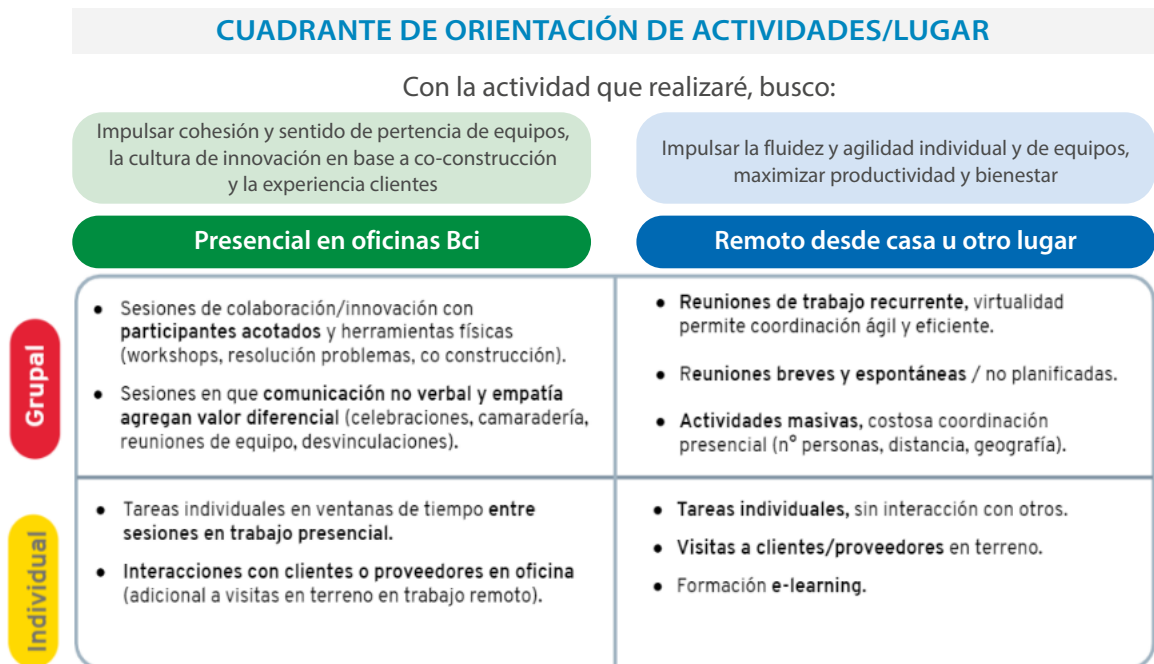 CUADRANTE DE ORIENTACIÓN DE ACTIVIDADES/LUGAR
Con la actividad que realizaré, busco:
Impulsar cohesión y sentido de pertencia de equipos,
la cultura de innovación en base a co-construcción
y la experiencia clientes
Impulsar la fluidez y agilidad individual y de equipos,
maximizar productividad y bienestar
Presencial en oficinas Bci
Remoto desde casa u otro lugar
Grupal
• Sesiones de colaboración/innovación con
participantes acotados y herramientas físicas
(workshops, resolución problemas, co construcción).
• Sesiones en que comunicación no verbal y empatía
agregan valor diferencial (celebraciones, camaradería,
reuniones de equipo, desvinculaciones).
• Reuniones de trabajo recurrente, virtualidad
permite coordinación ágil y eficiente.
• Reuniones breves y espontáneas / no planificadas.
• Actividades masivas, costosa coordinación
presencial (n° personas, distancia, geografía).
Individual
• Tareas individuales en ventanas de tiempo entre
sesiones en trabajo presencial.
• Interacciones con clientes o proveedores en oficina
(adicional a visitas en terreno en trabajo remoto).
• Tareas individuales, sin interacción con otros.
• Visitas a clientes/proveedores en terreno.
• Formación e-learning.